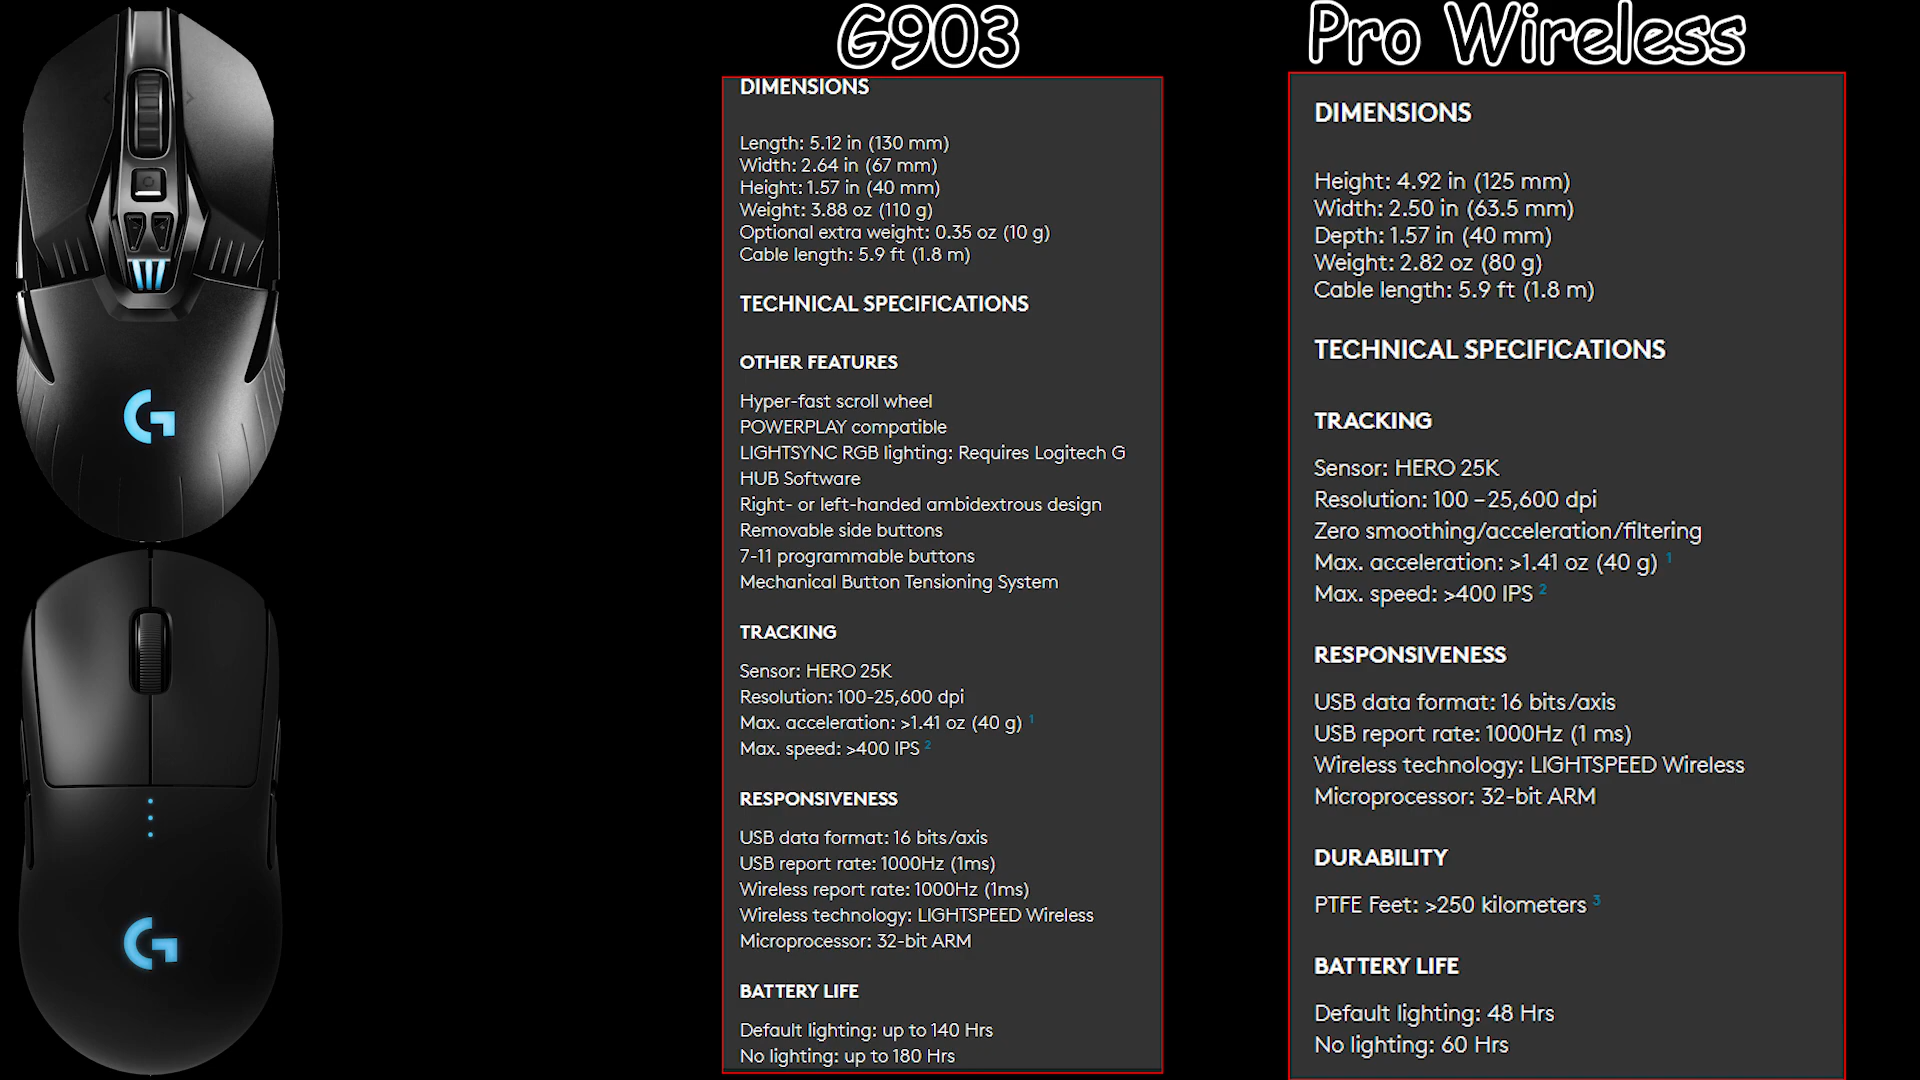 G903
DIMENSIONS
Length: 5.12 in (130 mm)
Width: 2.64 in (67 mm)
Height: 1.57 in (40 mm)
Weight: 3.88 oz (110 g)
Optional extra weight: 0.35 oz (10 g)
Cable length: 5.9 ft (1.8 m)
TECHNICAL SPECIFICATIONS
OTHER FEATURES
Hyper-fast scroll wheel
POWERPLAY compatible
LIGHTSYNC RGB lighting: Requires Logitech G
HUB Software
Right- or left-handed ambidextrous design
Removable side buttons
7-11 programmable buttons
Mechanical Button Tensioning System
TRACKING
Sensor: HERO 25K
Resolution: 100-25,600 dpi
Max. acceleration: >1.41 oz (40 g) 1
Max. speed: >400 IPS 2
RESPONSIVENESS
USB data format: 16 bits/axis
USB report rate: 1000Hz (1ms)
Wireless report rate: 1000Hz (1ms)
Wireless technology: LIGHTSPEED Wireless
Microprocessor: 32-bit ARM
BATTERY LIFE
Default lighting: up to 140 Hrs
No lighting: up to 180 Hrs
Pro Wireless
DIMENSIONS
Height: 4.92 in (125 mm)
Width: 2.50 in (63.5 mm)
Depth: 1.57 in (40 mm)
Weight: 2.82 oz (80 g)
Cable length: 5.9 ft (1.8 m)
TECHNICAL SPECIFICATIONS
TRACKING
Sensor: HERO 25K
Resolution: 100 – 25,600 dpi
Zero smoothing/acceleration/filtering
Max. acceleration: >1.41 oz (40 g) 1
Max. speed: >400 IPS 2
RESPONSIVENESS
USB data format: 16 bits/axis
USB report rate: 1000Hz (1 ms)
Wireless technology: LIGHTSPEED Wireless
Microprocessor: 32-bit ARM
DURABILITY
PTFE Feet: >250 kilometers 3
BATTERY LIFE
Default lighting: 48 Hrs
No lighting: 60 Hrs